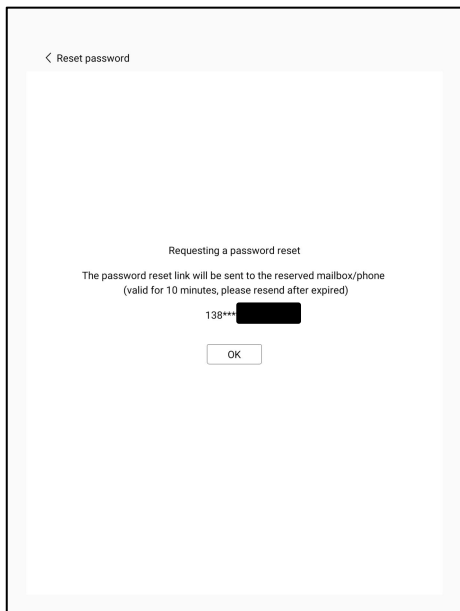 Reset password
Requesting a password reset
The password reset link will be sent to the reserved mailbox/phone
(valid for 10 minutes, please resend after expired)
138***
OK